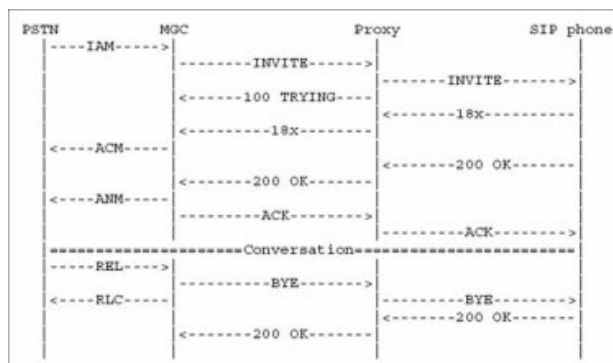 PSTN MGC Proxy SIP phone
|----IAM----->|
|-------INVITE------->|
|-------INVITE------->|
|<------100 TRYING----|
|<-------18x----------|
|<-------18x----------|
|<----ACM-----|
|<------200 OK--------|
|<------200 OK--------|
|<----ANM-----|
|--------ACK--------->|
|--------ACK--------->|
|=====================Conversation=====================|
|-----REL---->|
|--------BYE--------->|
|<----RLC-----|
|--------BYE--------->|
|<------200 OK--------|
|<------200 OK--------|